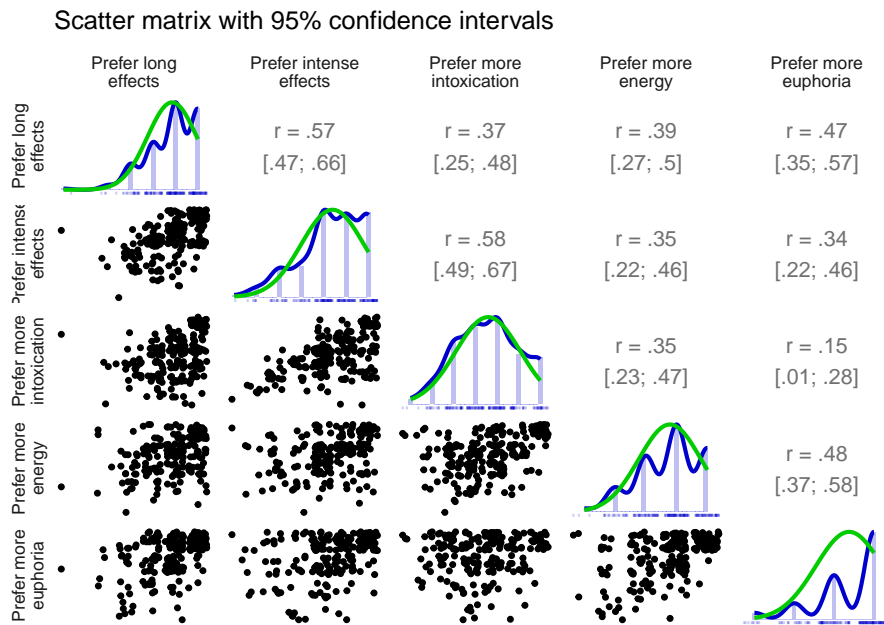 Scatter matrix with 95% confidence intervals
Prefer long
effects
Prefer intense
effects
Prefer more
intoxication
Prefer more
energy
Prefer more
euphoria
Prefer long
effects
r = .57
[.47; .66]
r = .37
[.25; .48]
r = .39
[.27; .5]
r = .47
[.35; .57]
Prefer intense
effects
r = .58
[.49; .67]
r = .35
[.22; .46]
r = .34
[.22; .46]
Prefer more
intoxication
r = .35
[.23; .47]
r = .15
[.01; .28]
Prefer more
energy
r = .48
[.37; .58]
Prefer more
euphoria